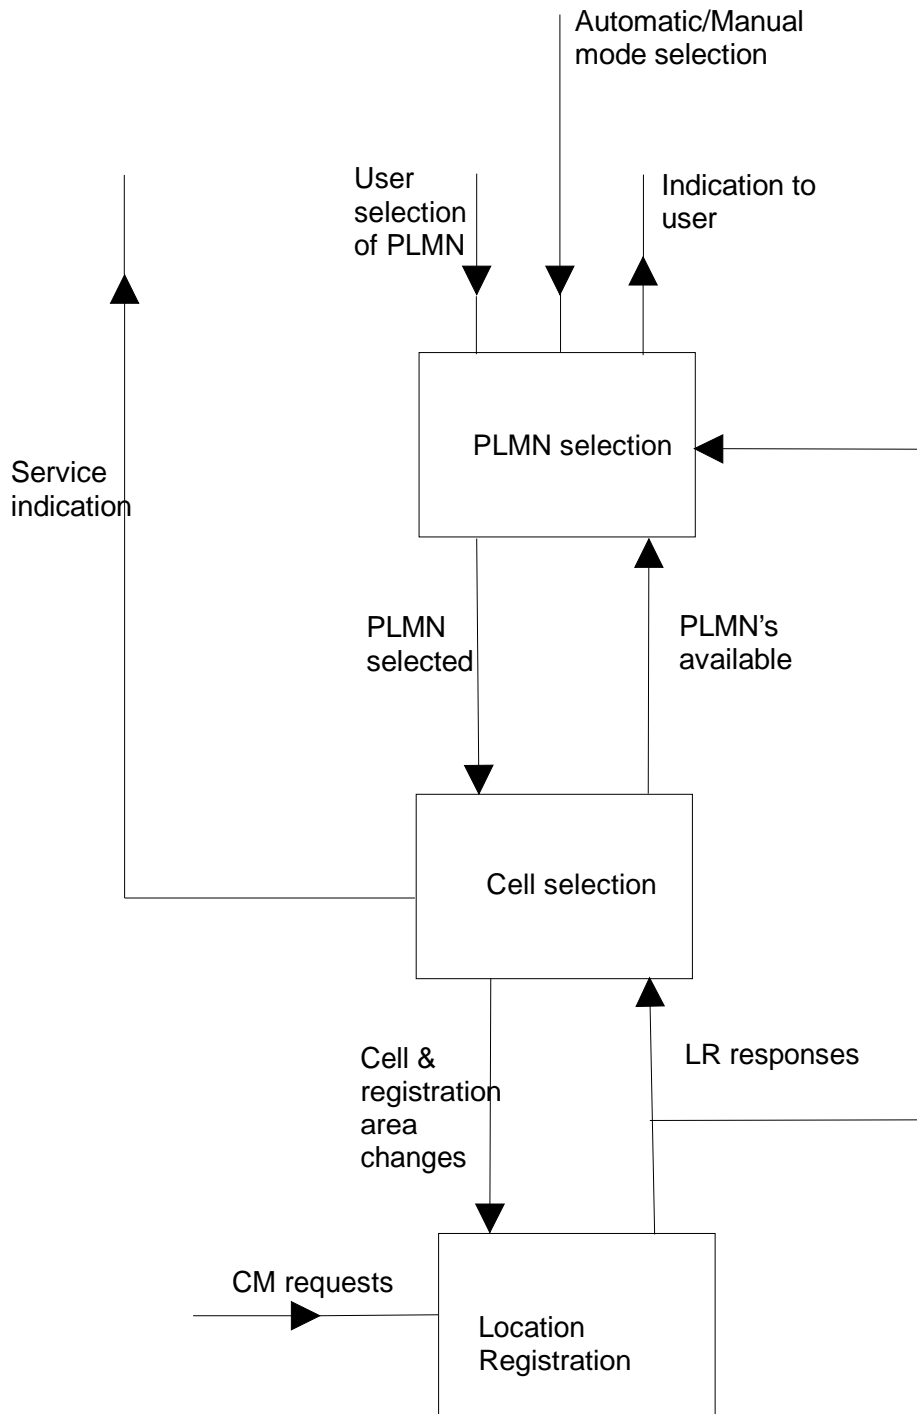 Automatic/Manual
mode selection
User
selection
of PLMN
Indication to
user
PLMN selection
Service
indication
PLMN
selected
PLMN’s
available
Cell selection
Cell &
registration
area
changes
LR responses
CM requests
Location
Registration